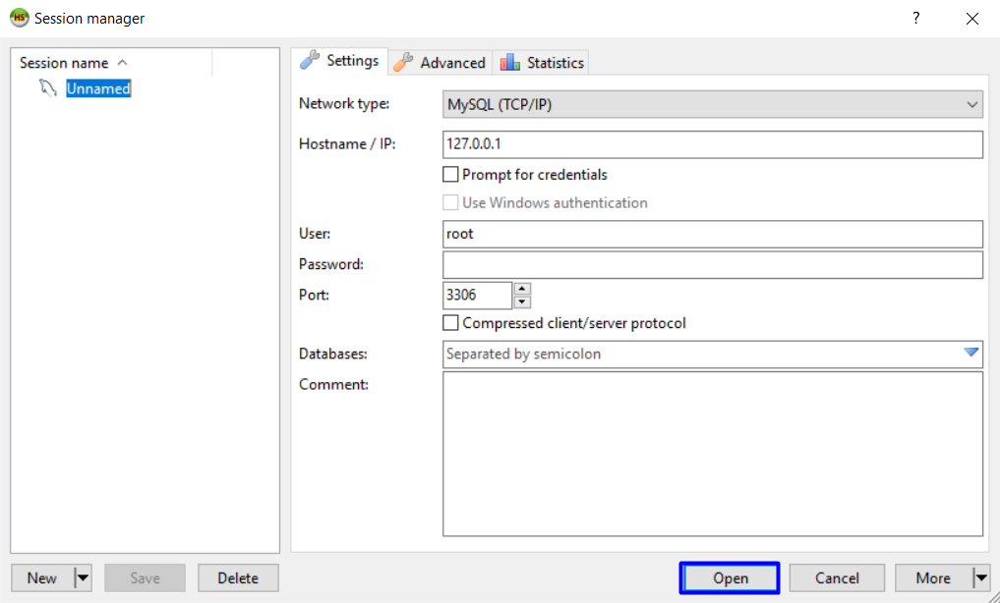 HS Session manager ?
Session name
Unnamed
Settings Advanced Statistics
Network type: MySQL (TCP/IP)
Hostname / IP: 127.0.0.1
Prompt for credentials
Use Windows authentication
User: root
Password:
Port: 3306
Compressed client/server protocol
Databases: Separated by semicolon
Comment:
New Save Delete Open Cancel More